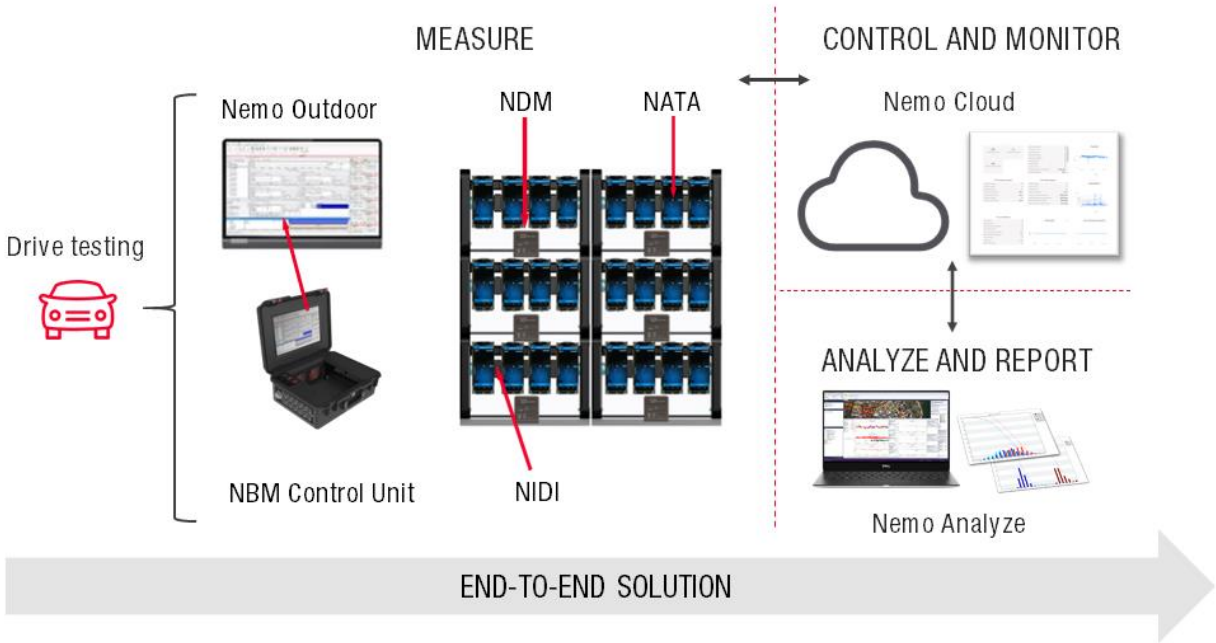 MEASURE
CONTROL AND MONITOR
Nemo Outdoor
NDM
NATA
Nemo Cloud
Drive testing
ANALYZE AND REPORT
NBM Control Unit
NIDI
Nemo Analyze
END-TO-END SOLUTION